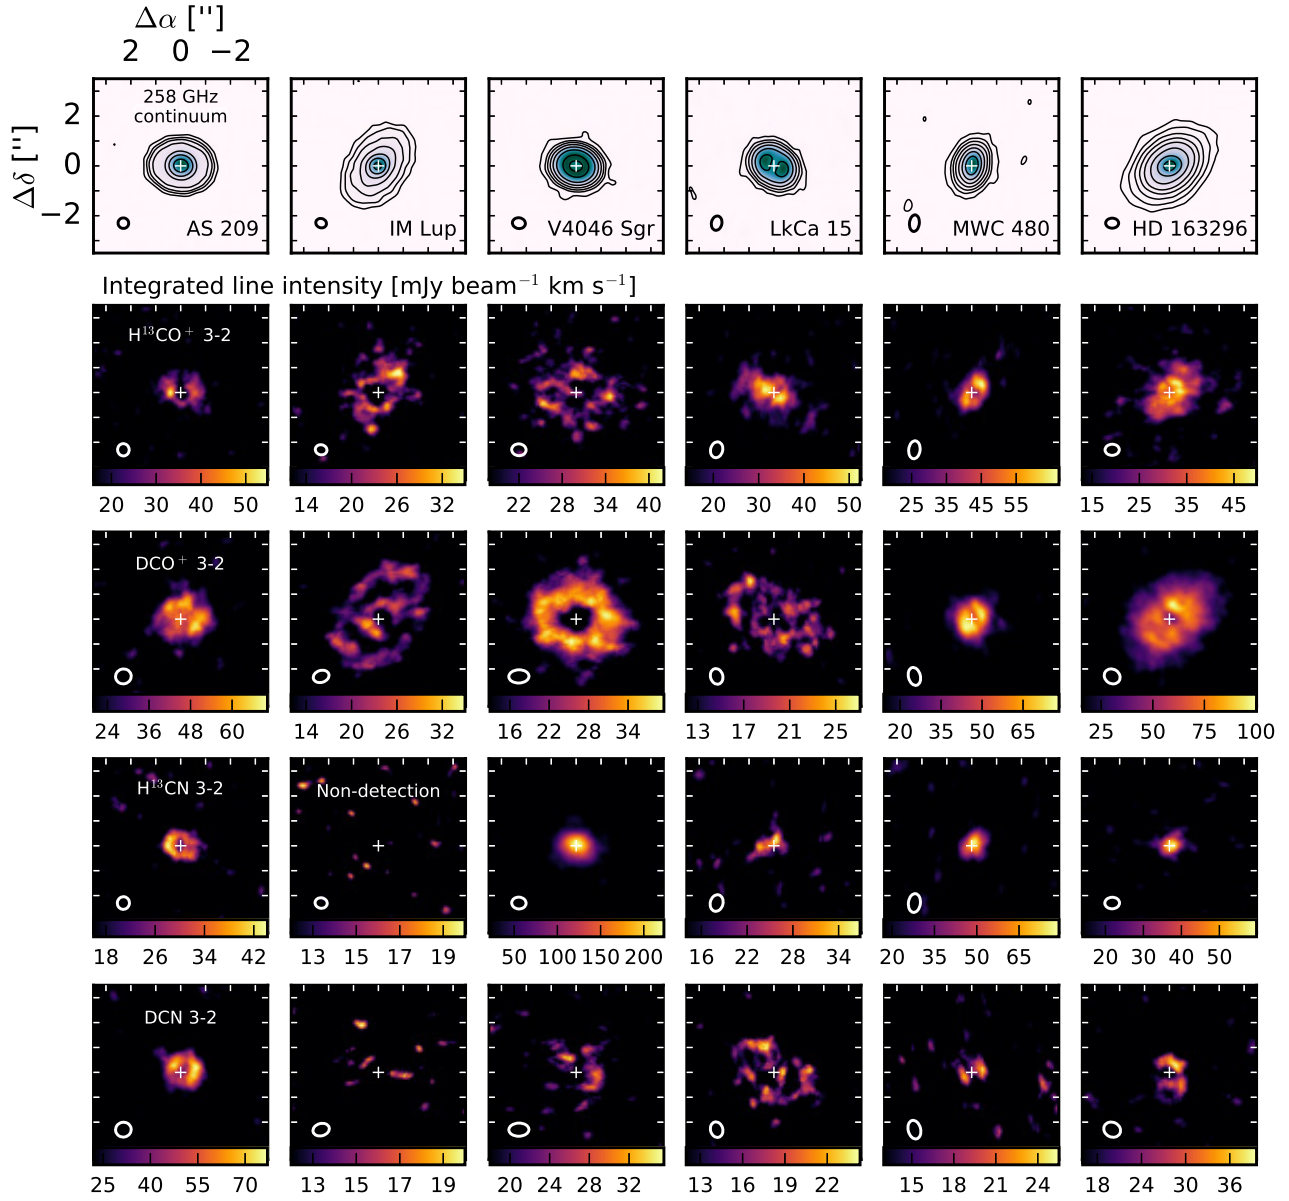 Δα ['']
2 0 −2
258 GHz
continuum
Δδ ['']
2
0
−2
AS 209 IM Lup V4046 Sgr LkCa 15 MWC 480 HD 163296
Integrated line intensity [mJy beam⁻¹ km s⁻¹]
H¹³CO⁺ 3-2
20 30 40 50 14 20 26 32 22 28 34 40 20 30 40 50 25 35 45 55 15 25 35 45
DCO⁺ 3-2
24 36 48 60 14 20 26 32 16 22 28 34 13 17 21 25 20 35 50 65 25 50 75 100
H¹³CN 3-2 Non-detection
18 26 34 42 13 15 17 19 50 100 150 200 16 22 28 34 20 35 50 65 20 30 40 50
DCN 3-2
25 40 55 70 13 15 17 19 20 24 28 32 13 16 19 22 15 18 21 24 18 24 30 36